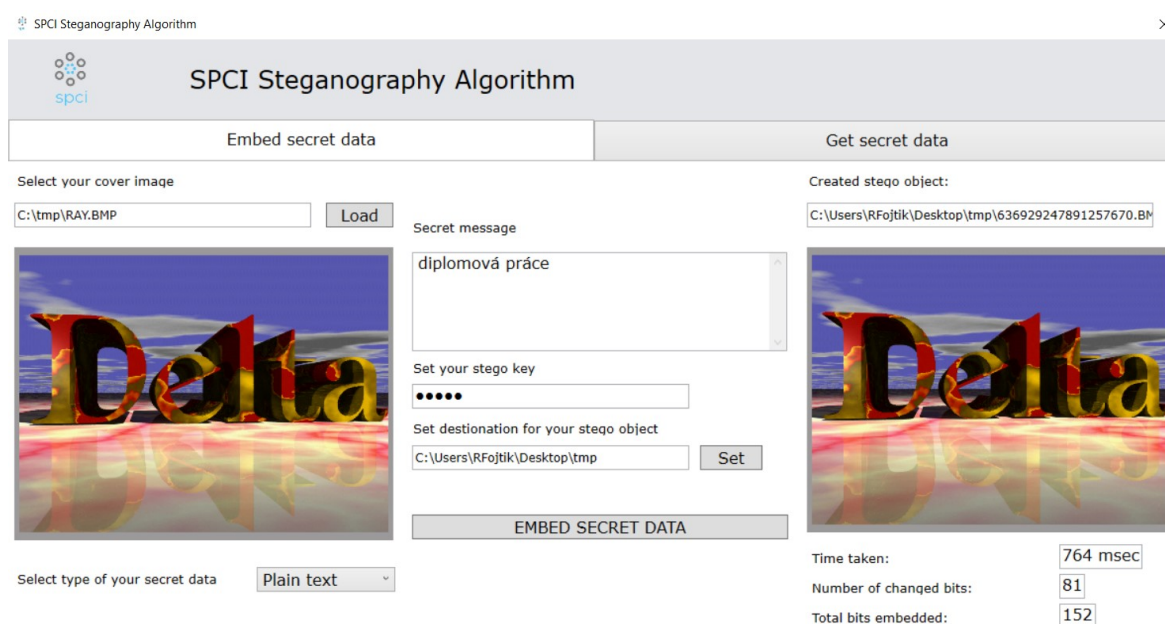 SPCI Steganography Algorithm
spci
SPCI Steganography Algorithm
Embed secret data
Get secret data
Select your cover image
C:\tmp\RAY.BMP
Load
Delta
Select type of your secret data
Plain text
Secret message
diplomová práce
Set your stego key
•••••
Set destionation for your stego object
C:\Users\RFojtik\Desktop\tmp
Set
EMBED SECRET DATA
Created stego object:
C:\Users\RFojtik\Desktop\tmp\636929247891257670.BM
Delta
Time taken:
764 msec
Number of changed bits:
81
Total bits embedded:
152